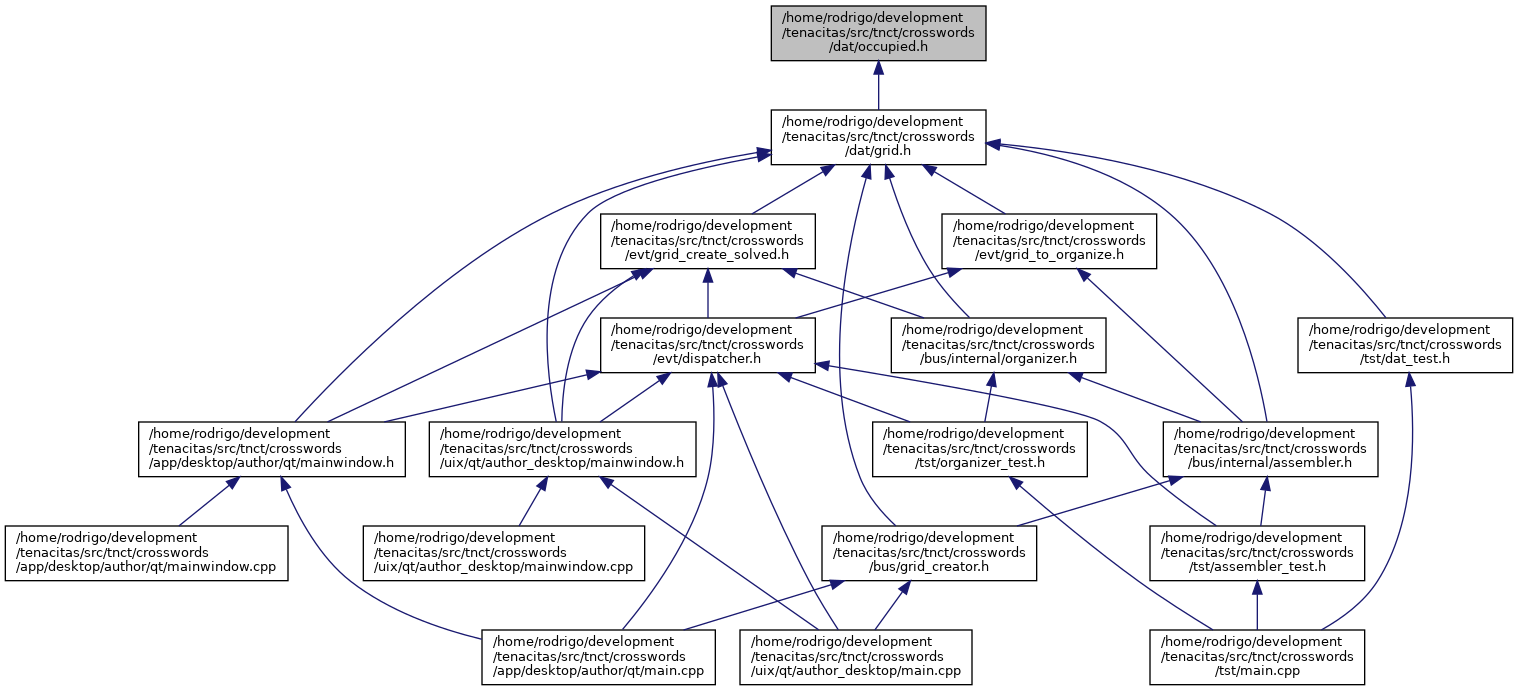 /home/rodrigo/development
/tenacitas/src/tnct/crosswords
/dat/occupied.h
/home/rodrigo/development
/tenacitas/src/tnct/crosswords
/dat/grid.h
/home/rodrigo/development
/tenacitas/src/tnct/crosswords
/evt/grid_create_solved.h
/home/rodrigo/development
/tenacitas/src/tnct/crosswords
/evt/grid_to_organize.h
/home/rodrigo/development
/tenacitas/src/tnct/crosswords
/evt/dispatcher.h
/home/rodrigo/development
/tenacitas/src/tnct/crosswords
/bus/internal/organizer.h
/home/rodrigo/development
/tenacitas/src/tnct/crosswords
/tst/dat_test.h
/home/rodrigo/development
/tenacitas/src/tnct/crosswords
/app/desktop/author/qt/mainwindow.h
/home/rodrigo/development
/tenacitas/src/tnct/crosswords
/uix/qt/author_desktop/mainwindow.h
/home/rodrigo/development
/tenacitas/src/tnct/crosswords
/tst/organizer_test.h
/home/rodrigo/development
/tenacitas/src/tnct/crosswords
/bus/internal/assembler.h
/home/rodrigo/development
/tenacitas/src/tnct/crosswords
/app/desktop/author/qt/mainwindow.cpp
/home/rodrigo/development
/tenacitas/src/tnct/crosswords
/uix/qt/author_desktop/mainwindow.cpp
/home/rodrigo/development
/tenacitas/src/tnct/crosswords
/bus/grid_creator.h
/home/rodrigo/development
/tenacitas/src/tnct/crosswords
/tst/assembler_test.h
/home/rodrigo/development
/tenacitas/src/tnct/crosswords
/app/desktop/author/qt/main.cpp
/home/rodrigo/development
/tenacitas/src/tnct/crosswords
/uix/qt/author_desktop/main.cpp
/home/rodrigo/development
/tenacitas/src/tnct/crosswords
/tst/main.cpp